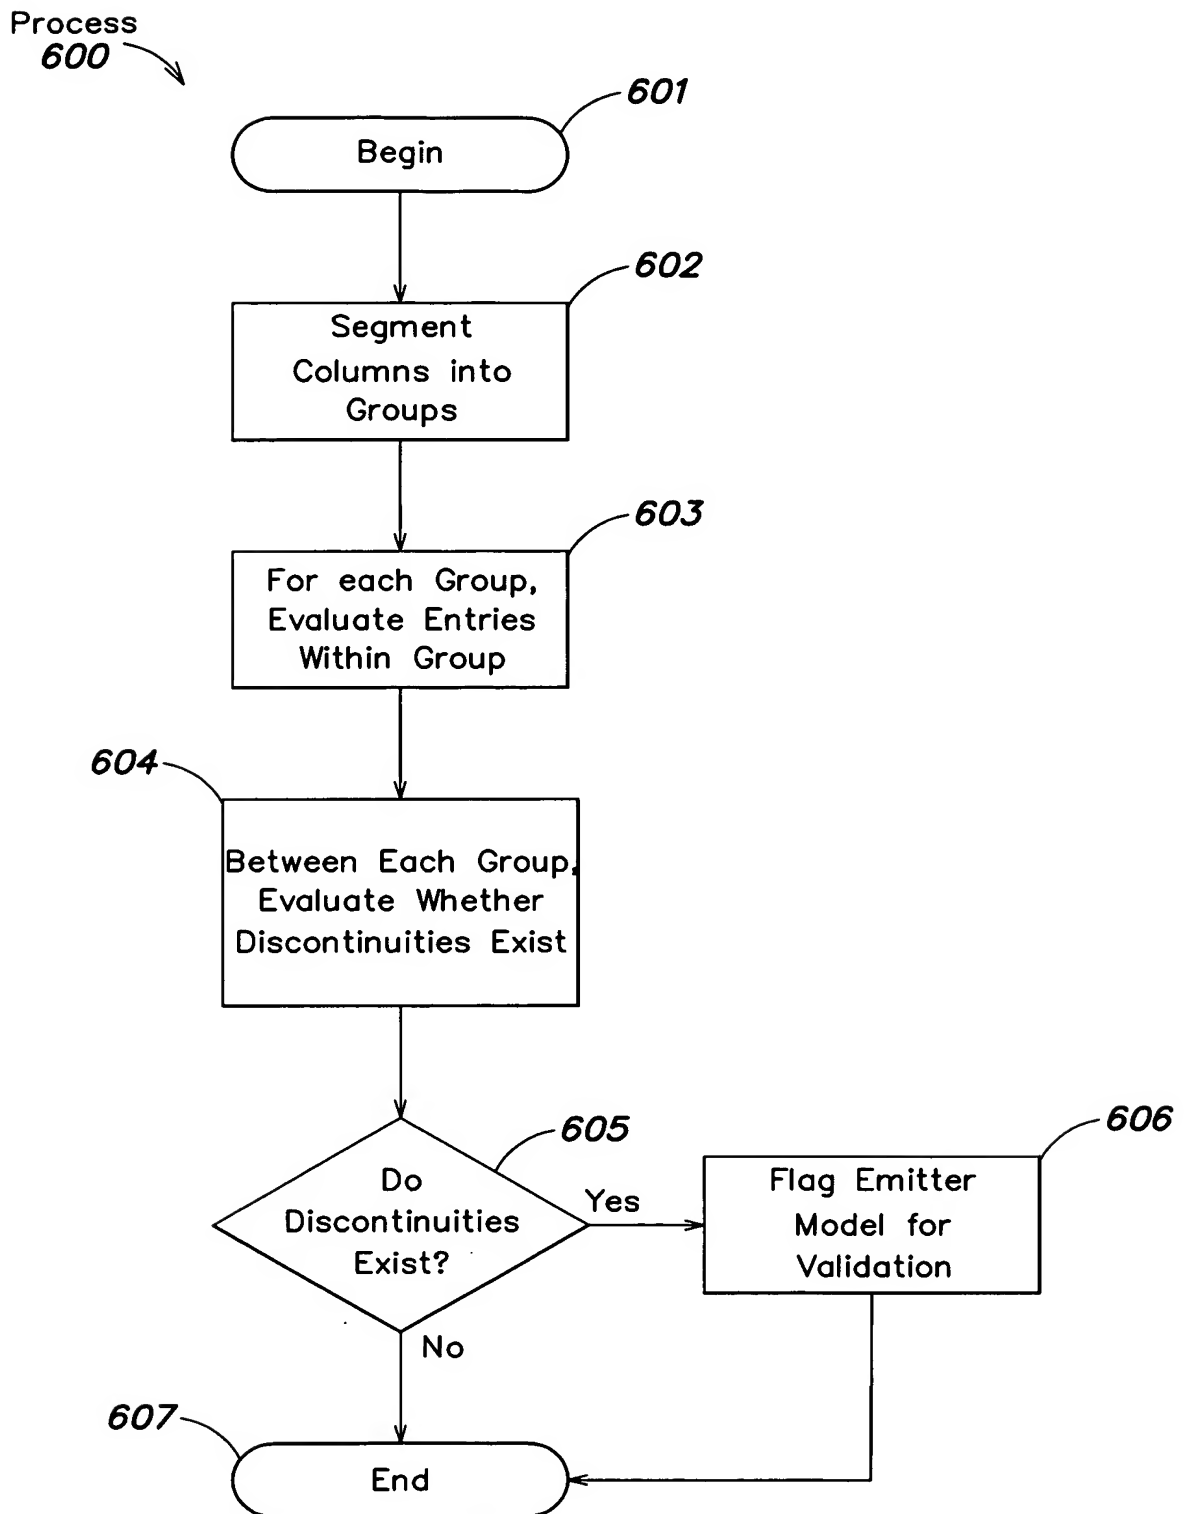 Process
600
601
Begin
602
Segment
Columns into
Groups
603
For each Group,
Evaluate Entries
Within Group
604
Between Each Group,
Evaluate Whether
Discontinuities Exist
605
Do
Discontinuities
Exist?
Yes
606
Flag Emitter
Model for
Validation
No
607
End